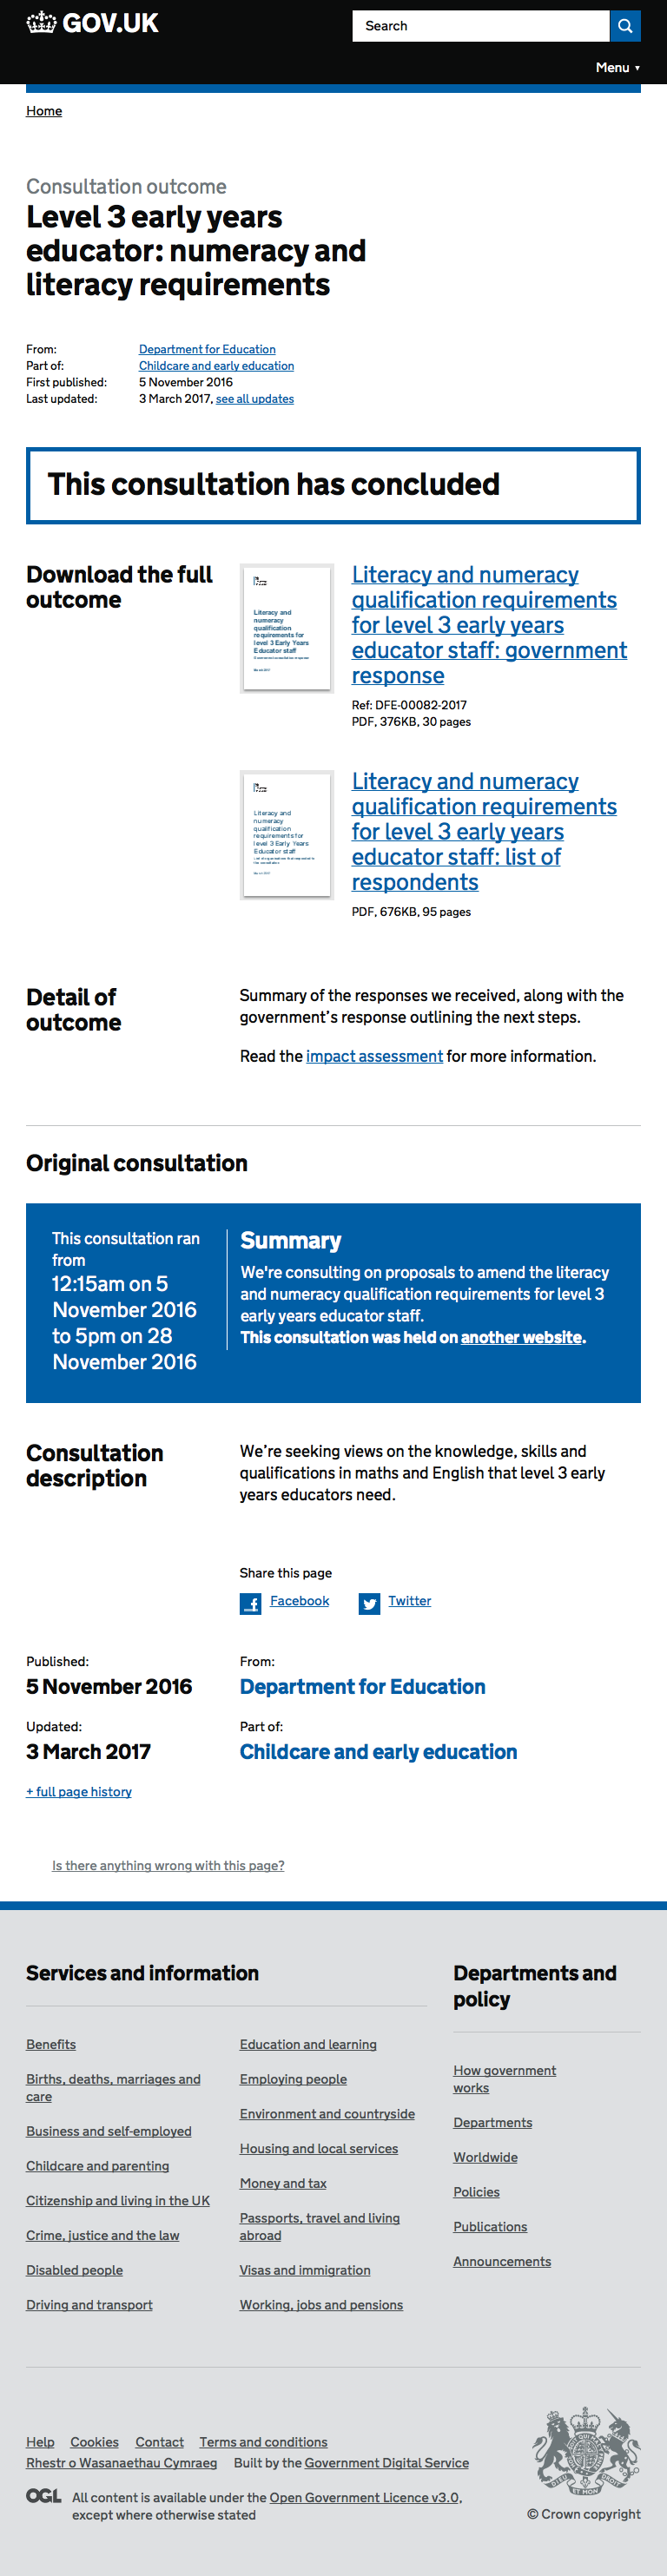 GOV.UK
Search
Menu ▼
Home
Consultation outcome
Level 3 early years
educator: numeracy and
literacy requirements
From: Department for Education
Part of: Childcare and early education
First published: 5 November 2016
Last updated: 3 March 2017, see all updates
This consultation has concluded
Download the full
outcome
Literacy and
numeracy
qualification
requirements for
level 3 Early Years
Educator staff
Government consultation response
March 2017
Literacy and numeracy
qualification requirements
for level 3 early years
educator staff: government
response
Ref: DFE-00082-2017
PDF, 376KB, 30 pages
Literacy and
numeracy
qualification
requirements for
level 3 Early Years
Educator staff
March 2017
Literacy and numeracy
qualification requirements
for level 3 early years
educator staff: list of
respondents
PDF, 676KB, 95 pages
Detail of
outcome
Summary of the responses we received, along with the
government’s response outlining the next steps.
Read the impact assessment for more information.
Original consultation
This consultation ran
from
12:15am on 5
November 2016
to 5pm on 28
November 2016
Summary
We're consulting on proposals to amend the literacy
and numeracy qualification requirements for level 3
early years educator staff.
This consultation was held on another website.
Consultation
description
We’re seeking views on the knowledge, skills and
qualifications in maths and English that level 3 early
years educators need.
Share this page
Facebook Twitter
Published:
5 November 2016
From:
Department for Education
Updated:
3 March 2017
Part of:
Childcare and early education
+ full page history
Is there anything wrong with this page?
Services and information
Benefits
Births, deaths, marriages and
care
Business and self-employed
Childcare and parenting
Citizenship and living in the UK
Crime, justice and the law
Disabled people
Driving and transport
Education and learning
Employing people
Environment and countryside
Housing and local services
Money and tax
Passports, travel and living
abroad
Visas and immigration
Working, jobs and pensions
Departments and
policy
How government
works
Departments
Worldwide
Policies
Publications
Announcements
Help Cookies Contact Terms and conditions
Rhestr o Wasanaethau Cymraeg Built by the Government Digital Service
OGL
All content is available under the Open Government Licence v3.0,
except where otherwise stated
© Crown copyright